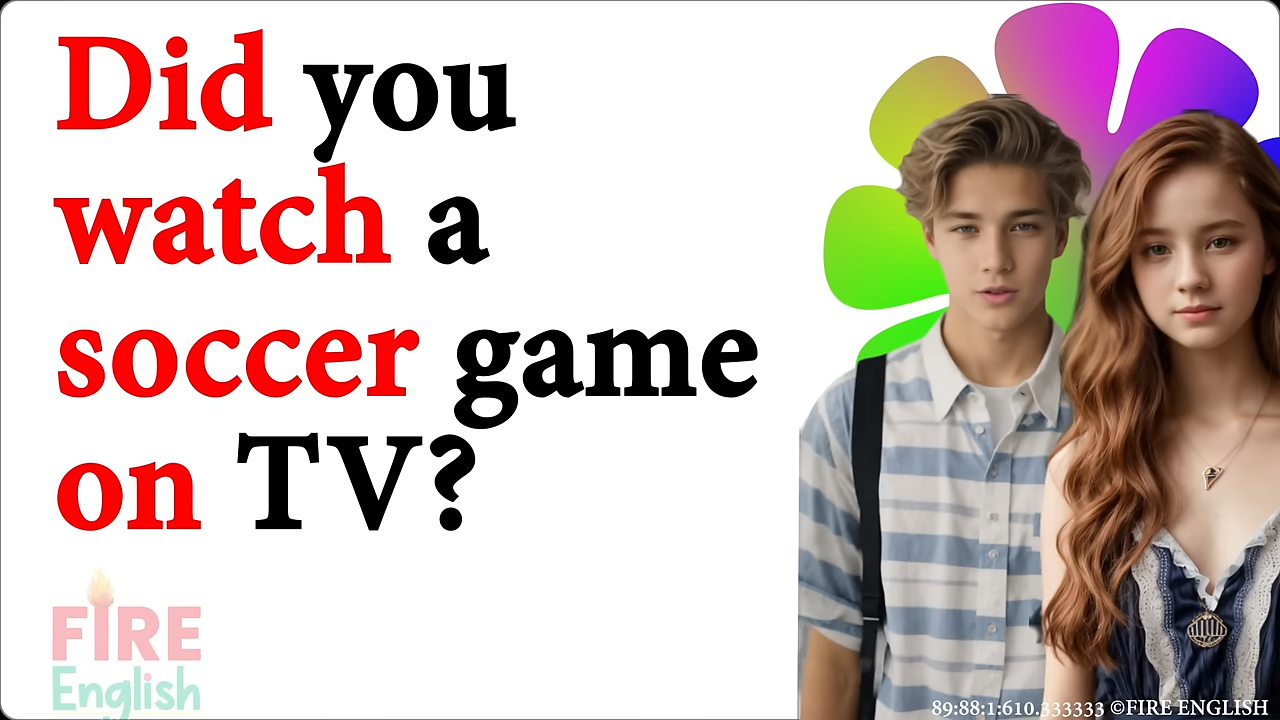 Did you
watch a
soccer game
on TV?
FIRE
English
89:88:1:610.333333 ©FIRE ENGLISH